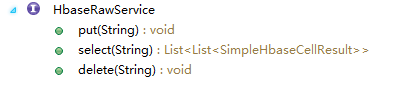 HbaseRawService
put(String) : void
select(String) : List<List<SimpleHbaseCellResult>>
delete(String) : void